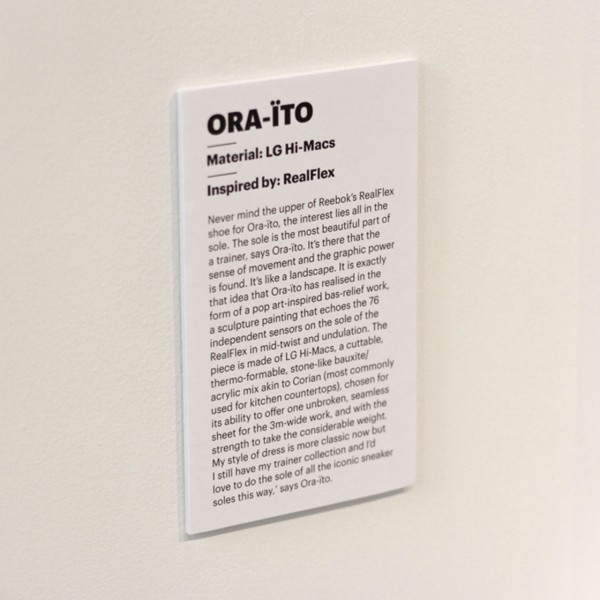 ORA-ÏTO
Material: LG Hi-Macs
Inspired by: RealFlex
Never mind the upper of Reebok's RealFlex
shoe for Ora-ïto, the interest lies all in the
sole. The sole is the most beautiful part of
a trainer, says Ora-ïto. It's there that the
sense of movement and the graphic power
is found. It's like a landscape. It is exactly
that idea that Ora-ïto has realised in the
form of a pop art-inspired bas-relief work,
a sculpture painting that echoes the 76
independent sensors on the sole of the
RealFlex in mid-twist and undulation. The
piece is made of LG Hi-Macs, a cuttable,
thermo-formable, stone-like bauxite/
acrylic mix akin to Corian (most commonly
used for kitchen countertops), chosen for
its ability to offer one unbroken, seamless
sheet for the 3m-wide work, and with the
strength to take the considerable weight.
My style of dress is more classic now but
I still have my trainer collection and I'd
love to do the sole of all the iconic sneaker
soles this way,' says Ora-ïto.